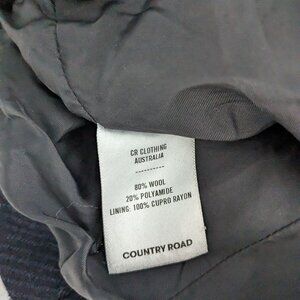 CR CLOTHING
AUSTRALIA
----------
80% WOOL
20% POLYAMIDE
LINING: 100% CUPRO RAYON
COUNTRY ROAD